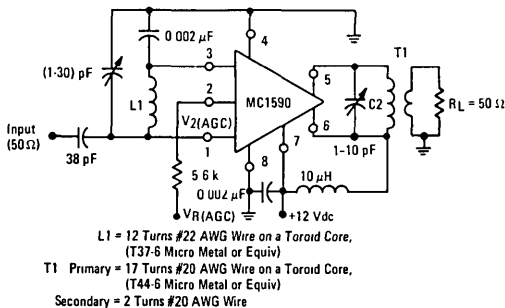 0 002 µF
4
T1
(1-30) pF
3
5
L1
2
MC1590
C2
RL = 50 Ω
V2(AGC)
6
Input
(50Ω)
1
7
1-10 pF
38 pF
8
5 6 k
10 µH
0 002 µF
VR(AGC)
+12 Vdc
L1 = 12 Turns #22 AWG Wire on a Toroid Core,
(T37-6 Micro Metal or Equiv)
T1 Primary = 17 Turns #20 AWG Wire on a Toroid Core,
(T44-6 Micro Metal or Equiv)
Secondary = 2 Turns #20 AWG Wire